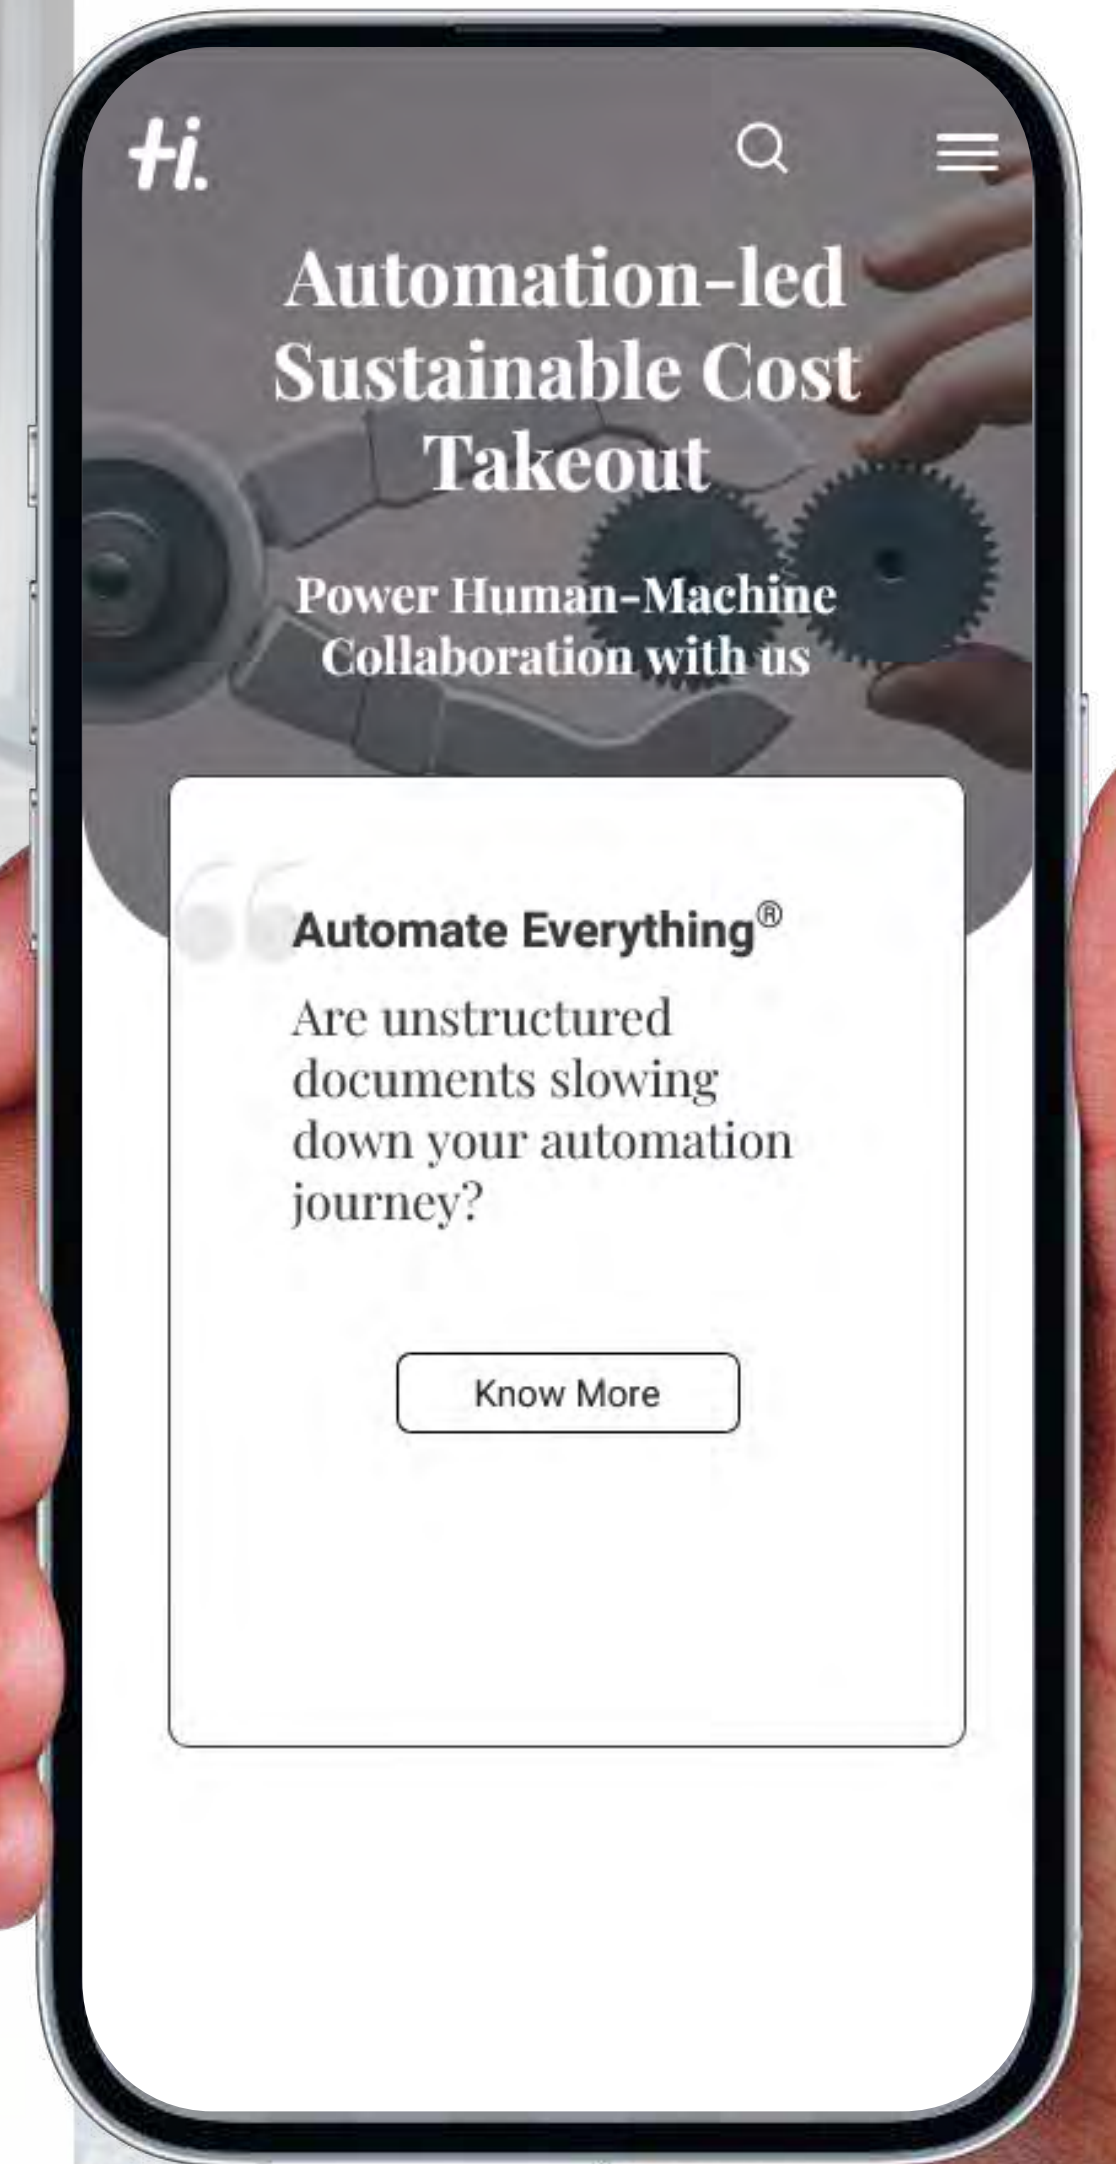 Hi.
Automation-led
Sustainable Cost
Takeout
Power Human-Machine
Collaboration with us
“
Automate Everything®
Are unstructured
documents slowing
down your automation
journey?
Know More